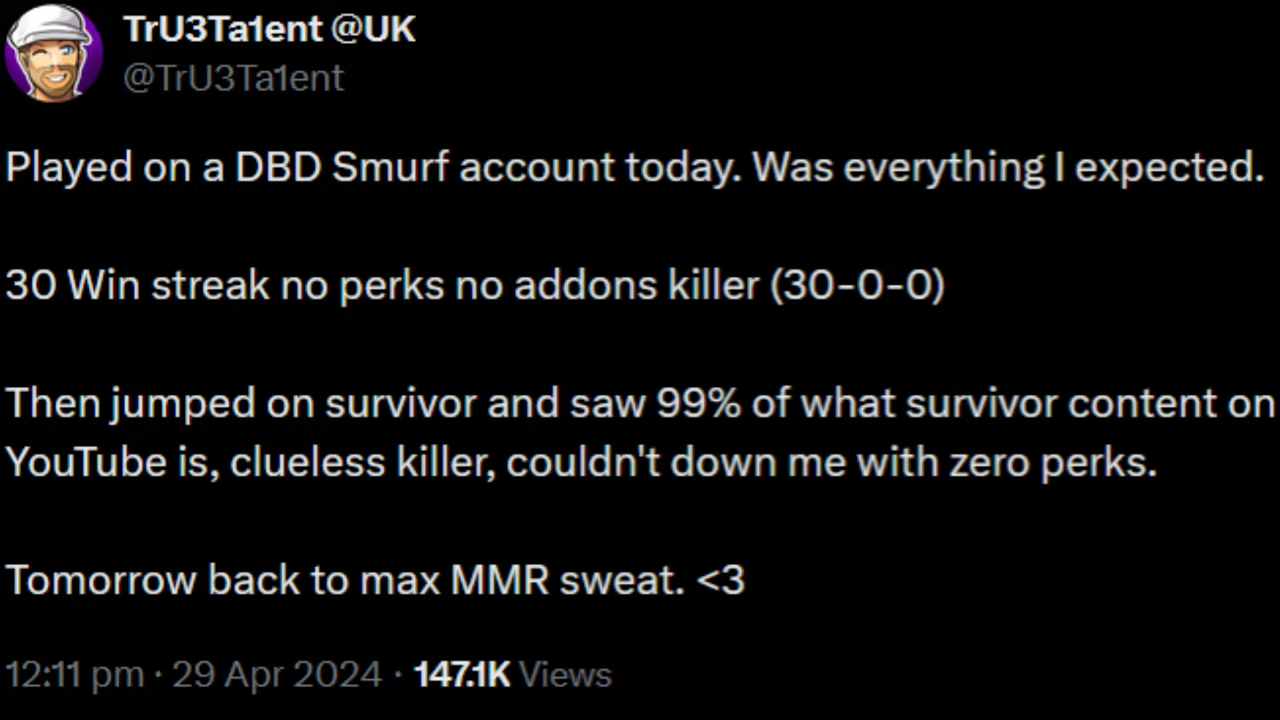 TrU3Ta1ent @UK
@TrU3Ta1ent
Played on a DBD Smurf account today. Was everything I expected.
30 Win streak no perks no addons killer (30-0-0)
Then jumped on survivor and saw 99% of what survivor content on
YouTube is, clueless killer, couldn't down me with zero perks.
Tomorrow back to max MMR sweat. <3
12:11 pm · 29 Apr 2024 · 147.1K Views